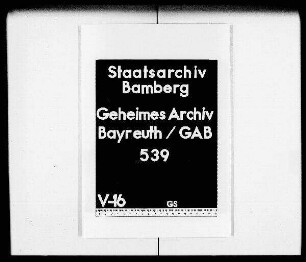 Staatsarchiv
Bamberg
Geheimes Archiv
Bayreuth / GAB
539
V-16 GS